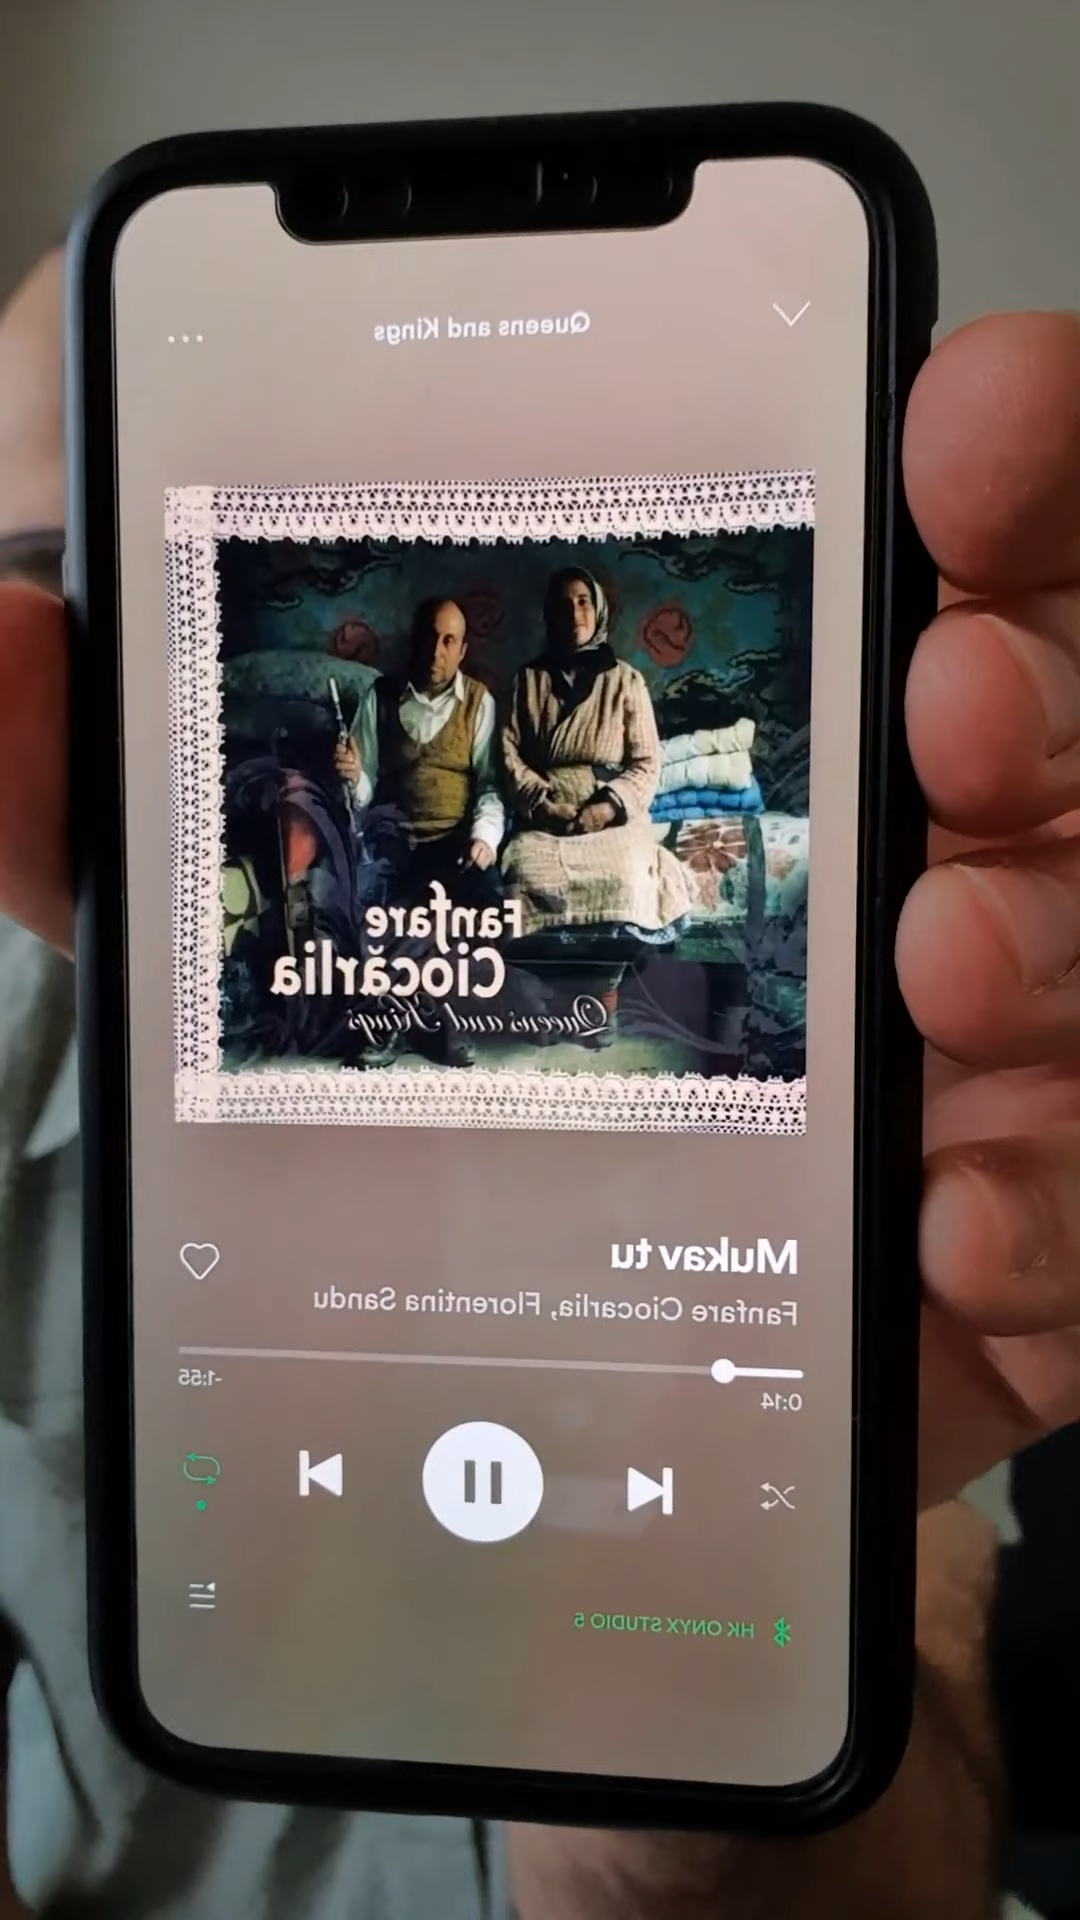 Queens and Kings
Fanfare
Ciocărlia
Queens and Kings
Mukav tu
Fanfare Ciocarlia, Florentina Sandu
0:14 -1:55
HK ONYX STUDIO 5